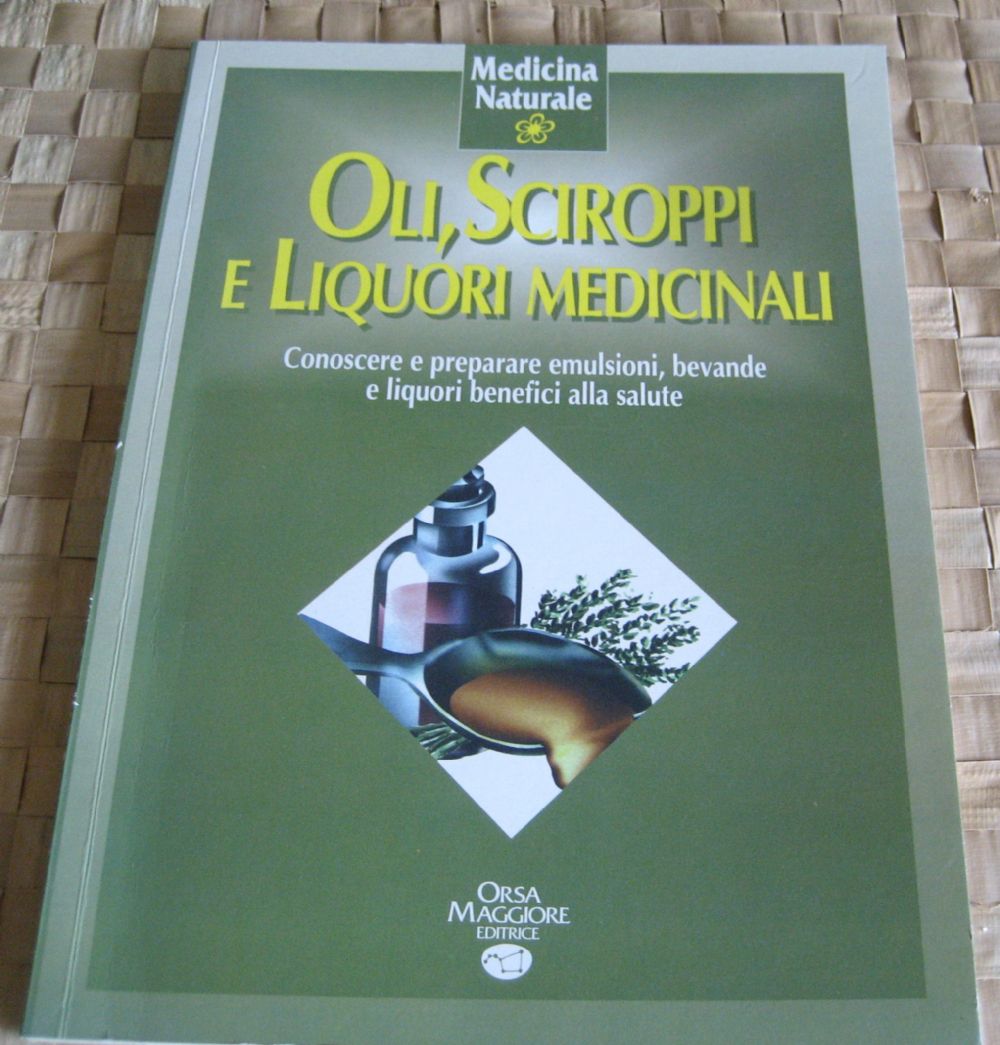 Medicina
Naturale
OLI, SCIROPPI
E LIQUORI MEDICINALI
Conoscere e preparare emulsioni, bevande
e liquori benefici alla salute
ORSA
MAGGIORE
EDITRICE